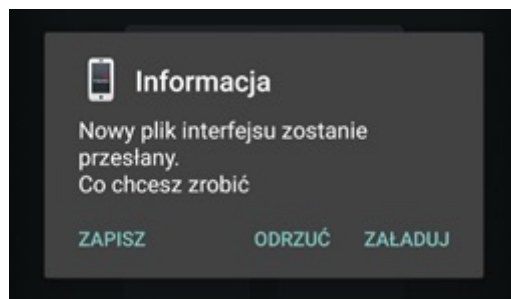 Informacja
Nowy plik interfejsu zostanie
przesłany.
Co chcesz zrobić
ZAPISZ ODRZUĆ ZAŁADUJ